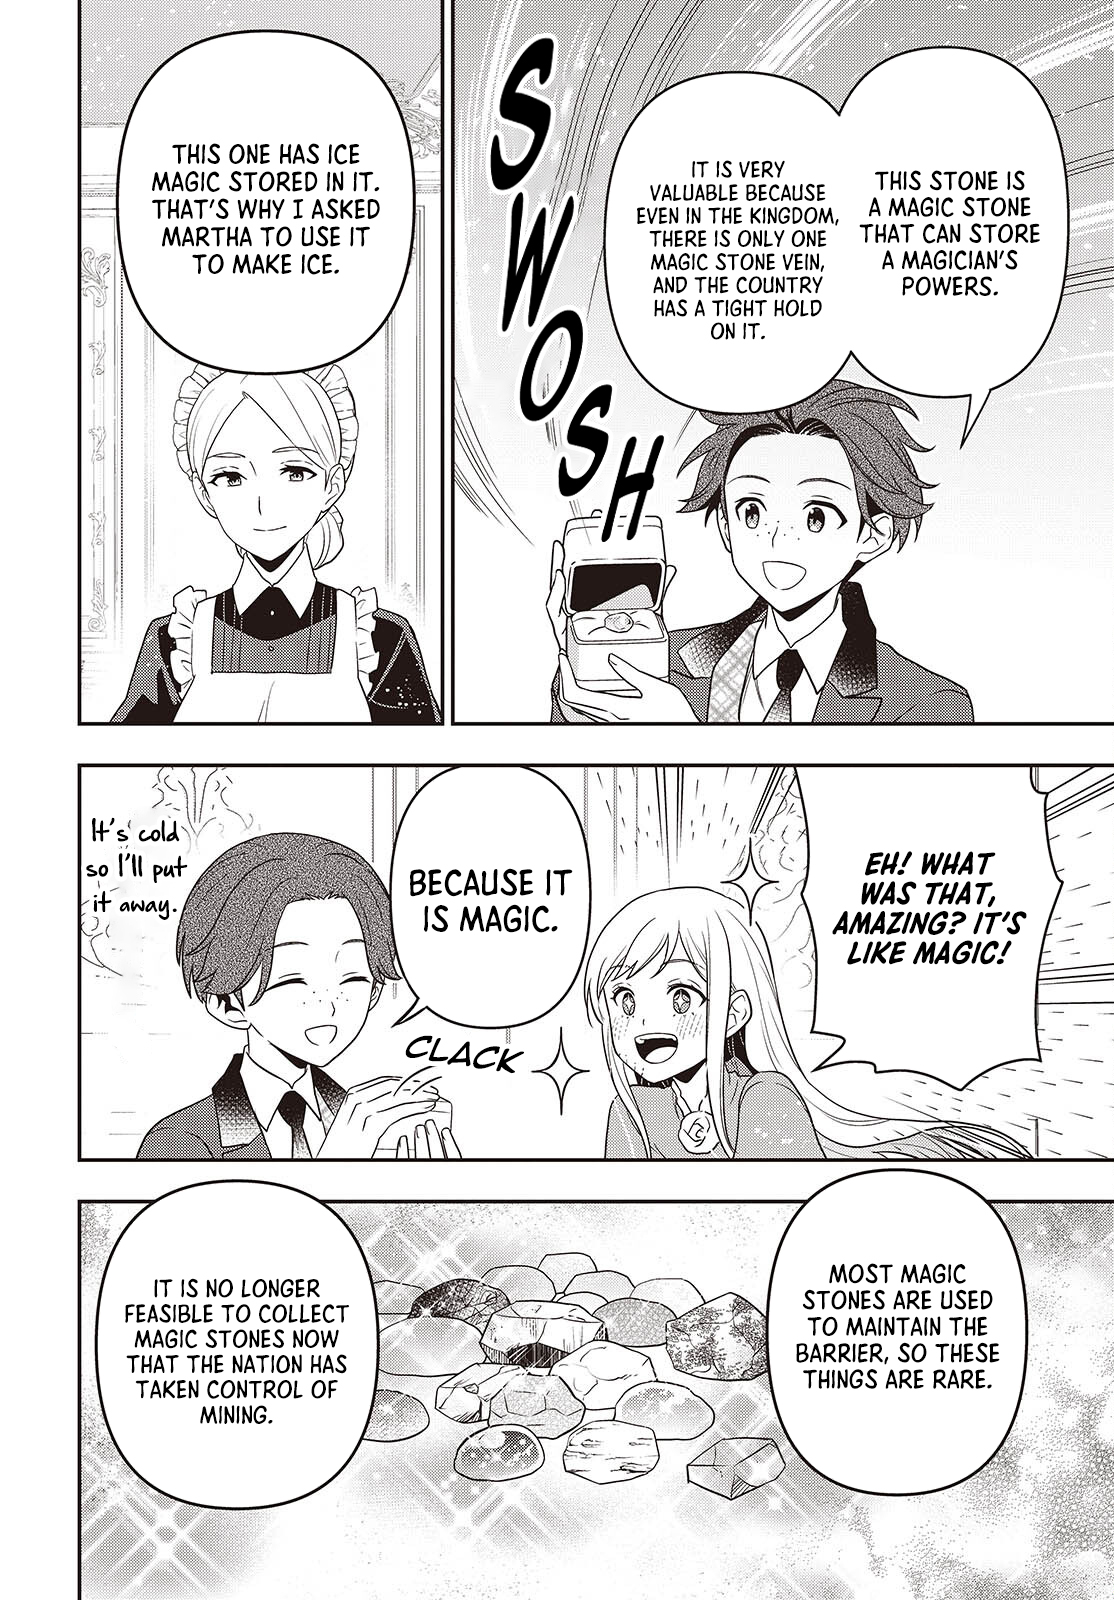 THIS STONE IS
A MAGIC STONE
THAT CAN STORE
A MAGICIAN'S
POWERS.
IT IS VERY
VALUABLE BECAUSE
EVEN IN THE KINGDOM,
THERE IS ONLY ONE
MAGIC STONE VEIN,
AND THE COUNTRY
HAS A TIGHT HOLD
ON IT.
SWOSH
THIS ONE HAS ICE
MAGIC STORED IN IT.
THAT'S WHY I ASKED
MARTHA TO USE IT
TO MAKE ICE.
EH! WHAT
WAS THAT,
AMAZING? IT'S
LIKE MAGIC!
BECAUSE IT
IS MAGIC.
CLACK
It's cold
so I'll put
it away.
MOST MAGIC
STONES ARE USED
TO MAINTAIN THE
BARRIER, SO THESE
THINGS ARE RARE.
IT IS NO LONGER
FEASIBLE TO COLLECT
MAGIC STONES NOW
THAT THE NATION HAS
TAKEN CONTROL OF
MINING.